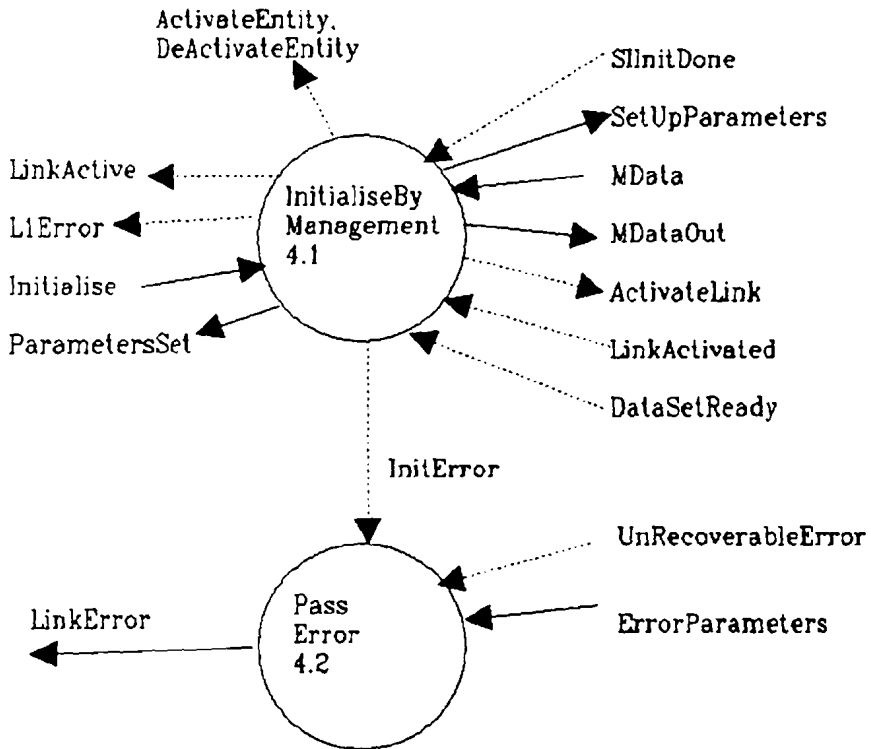 ActivateEntity,
DeActivateEntity
SIInitDone
SetUpParameters
LinkActive
MData
InitialiseBy
Management
4.1
L1Error
MDataOut
Initialise
ActivateLink
ParametersSet
LinkActivated
DataSetReady
InitError
UnRecoverableError
Pass
Error
4.2
LinkError
ErrorParameters